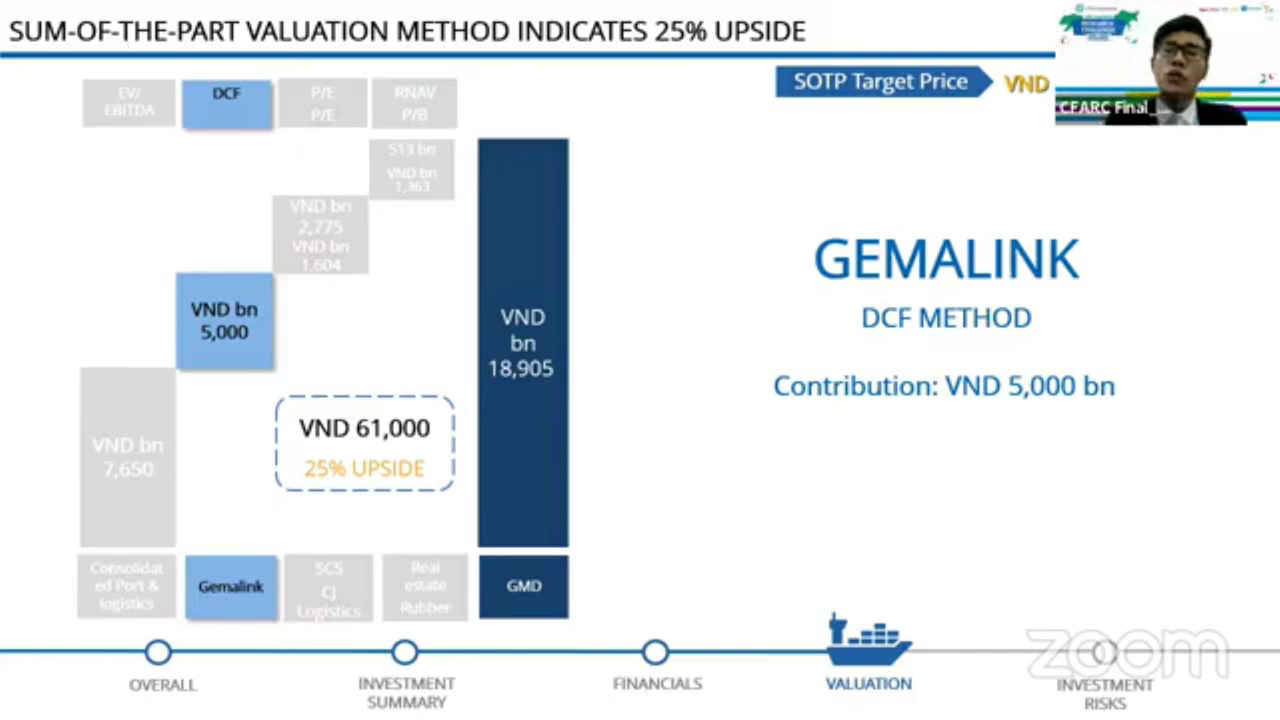 SUM-OF-THE-PART VALUATION METHOD INDICATES 25% UPSIDE
SOTP Target Price
VND
CFARC Final_
EV/
EBITDA
DCF
P/E
P/E
RNAV
P/B
513 bn
VND bn
1,363
VND bn
2,775
VND bn
1,604
VND bn
5,000
VND bn
7,650
VND
bn
18,905
VND 61,000
25% UPSIDE
GEMALINK
DCF METHOD
Contribution: VND 5,000 bn
Consolidat
ed Port &
logistics
Gemalink
SCS
CJ
Logistics
Real
estate
Rubber
GMD
OVERALL
INVESTMENT
SUMMARY
FINANCIALS
VALUATION
INVESTMENT
RISKS
zoom